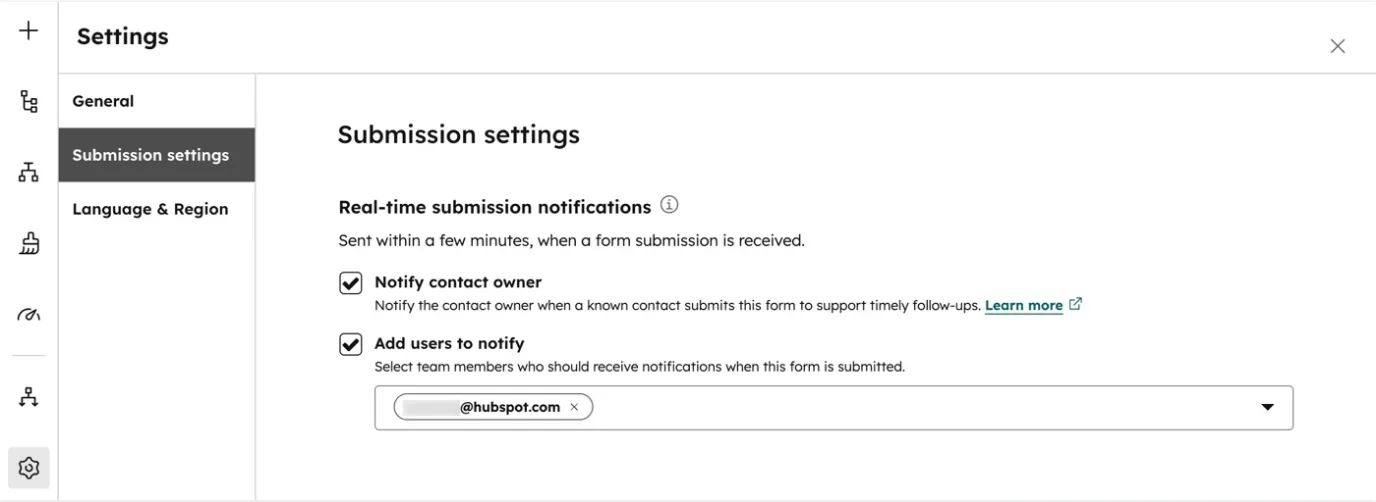 Settings
General
Submission settings
Language & Region
Submission settings
Real-time submission notifications
Sent within a few minutes, when a form submission is received.
Notify contact owner
Notify the contact owner when a known contact submits this form to support timely follow-ups. Learn more
Add users to notify
Select team members who should receive notifications when this form is submitted.
@hubspot.com